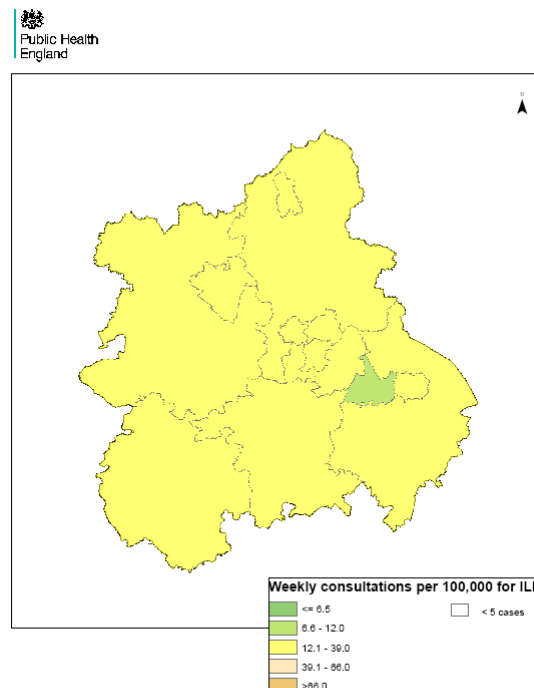 Public Health
England
N
Weekly consultations per 100,000 for ILI
<= 6.5
< 5 cases
6.6 - 12.0
12.1 - 39.0
39.1 - 66.0
>66.0